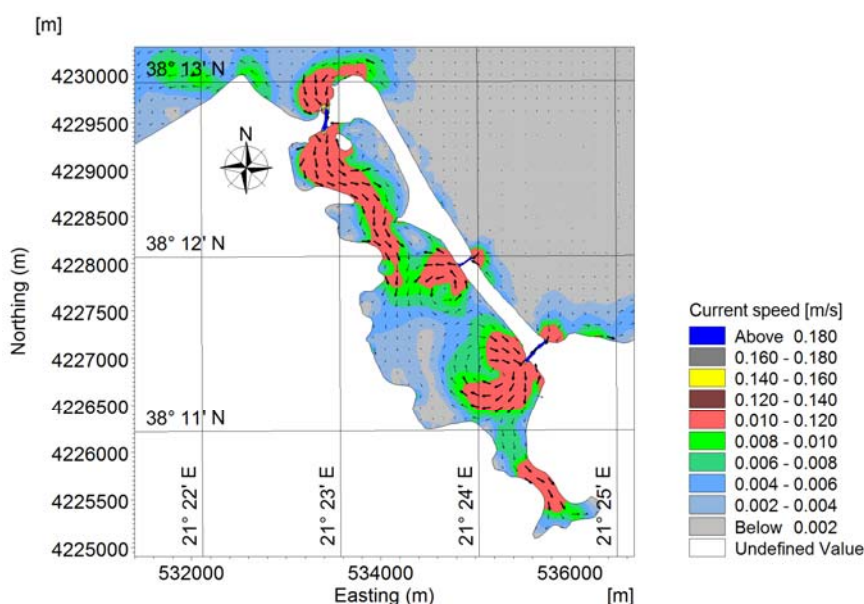 [m]
4230000
38° 13' N
4229500
N
4229000
4228500
38° 12' N
4228000
Northing (m)
4227500
4227000
4226500
38° 11' N
4226000
4225500
4225000
21° 22' E
21° 23' E
21° 24' E
21° 25' E
532000
534000
536000
Easting (m)
[m]
Current speed [m/s]
Above 0.180
0.160 - 0.180
0.140 - 0.160
0.120 - 0.140
0.010 - 0.120
0.008 - 0.010
0.006 - 0.008
0.004 - 0.006
0.002 - 0.004
Below 0.002
Undefined Value